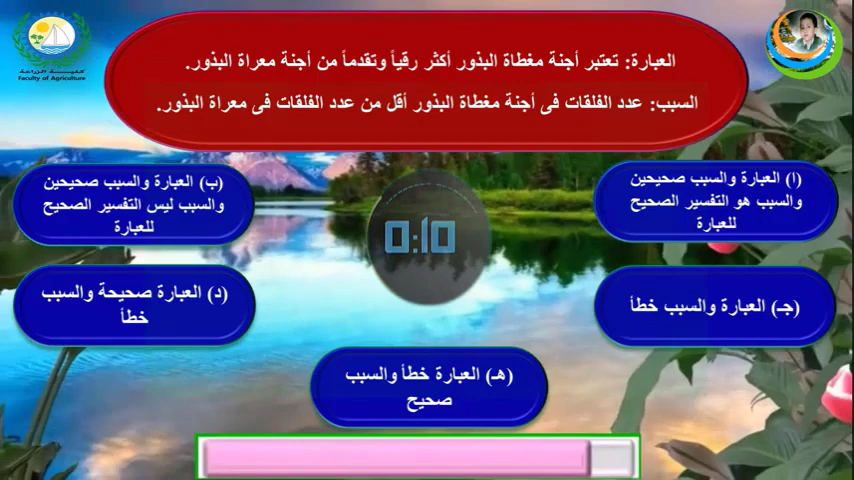 كليــــة الزراعة
Faculty of Agriculture
العبارة: تعتبر أجنة مغطاة البذور أكثر رقياً وتقدماً من أجنة معراة البذور.
السبب: عدد الفلقات فى أجنة مغطاة البذور أقل من عدد الفلقات فى معراة البذور.
(ا) العبارة والسبب صحيحين
والسبب هو التفسير الصحيح
للعبارة
(ب) العبارة والسبب صحيحين
والسبب ليس التفسير الصحيح
للعبارة
0:10
(جـ) العبارة والسبب خطأ
(د) العبارة صحيحة والسبب
خطأ
(هـ) العبارة خطأ والسبب
صحيح